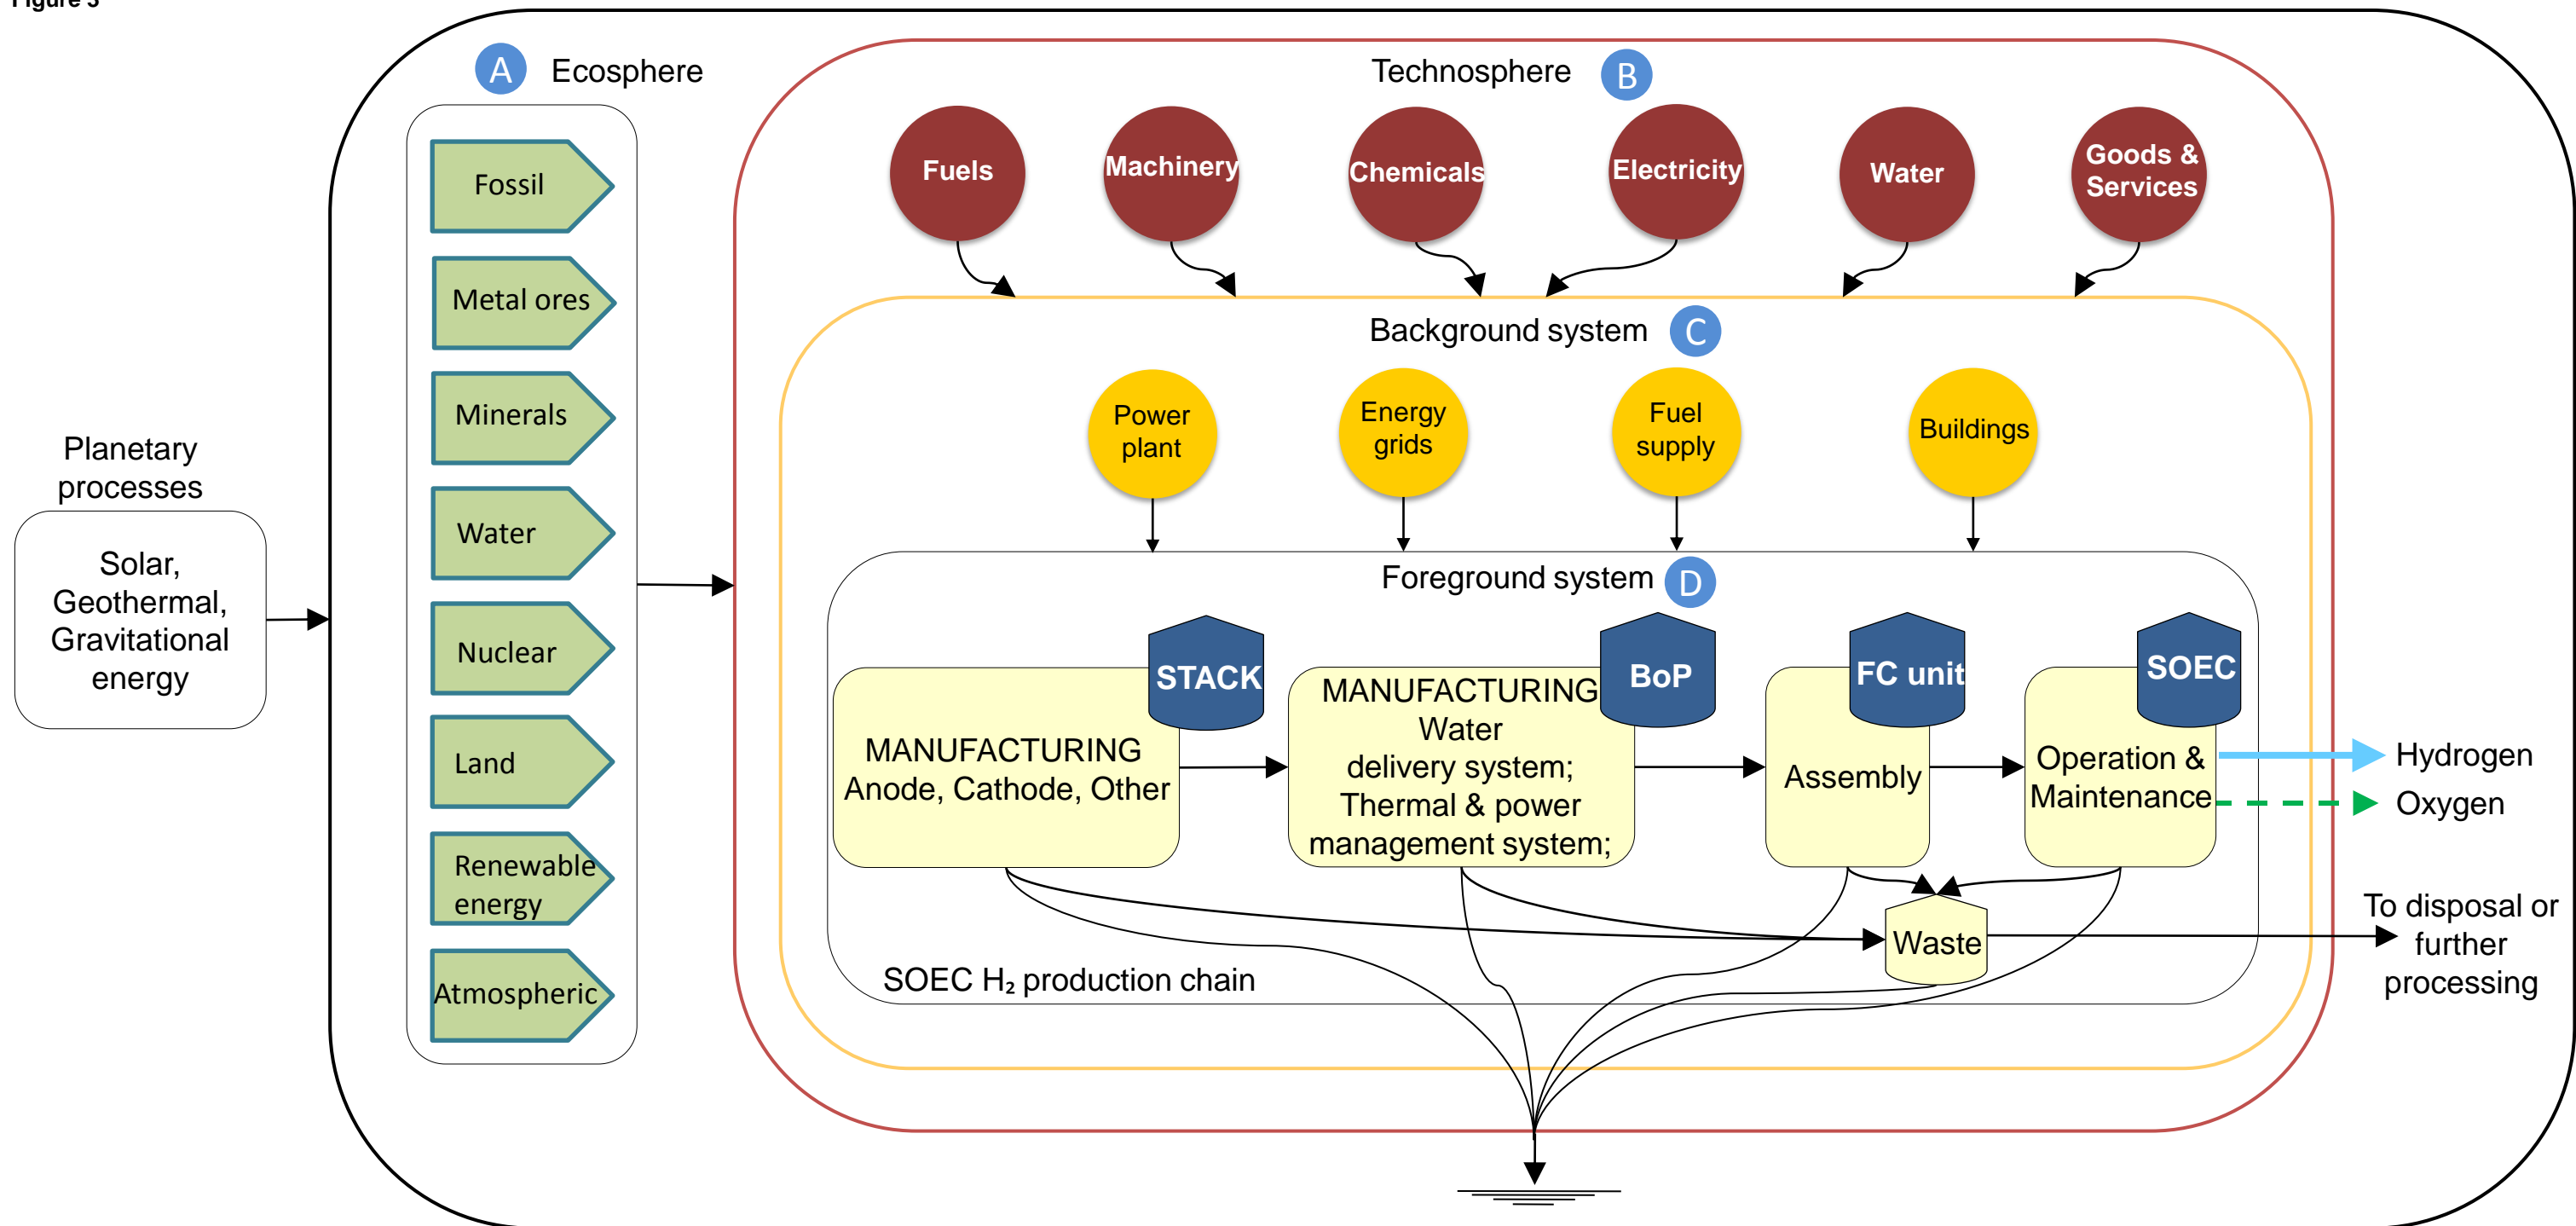 Figure 3
A Ecosphere
Technosphere B
Fossil
Metal ores
Minerals
Water
Nuclear
Land
Renewable
energy
Atmospheric
Planetary
processes
Solar,
Geothermal,
Gravitational
energy
Fuels
Machinery
Chemicals
Electricity
Water
Goods &
Services
Background system C
Power
plant
Energy
grids
Fuel
supply
Buildings
Foreground system D
STACK
MANUFACTURING
Anode, Cathode, Other
BoP
MANUFACTURING
Water
delivery system;
Thermal & power
management system;
FC unit
Assembly
SOEC
Operation &
Maintenance
Hydrogen
Oxygen
Waste
To disposal or
further
processing
SOEC H₂ production chain